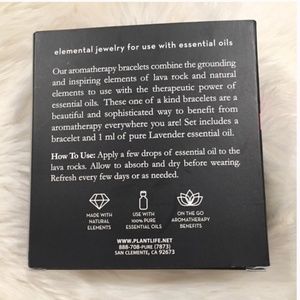 elemental jewelry for use with essential oils
Our aromatherapy bracelets combine the grounding
and inspiring elements of lava rock and natural
elements to use with the therapeutic power of
essential oils. These one of a kind bracelets are a
beautiful and sophisticated way to benefit from
aromatherapy everywhere you are! Set includes a
bracelet and 1 ml of pure Lavender essential oil.
How To Use: Apply a few drops of essential oil to the
lava rocks. Allow to absorb and dry before wearing.
Refresh every few days or as needed.
MADE WITH
NATURAL
ELEMENTS
USE WITH
100% PURE
ESSENTIAL OILS
ON THE GO
AROMATHERAPY
BENEFITS
WWW.PLANTLIFE.NET
888-708-PURE (7873)
SAN CLEMENTE, CA 92673